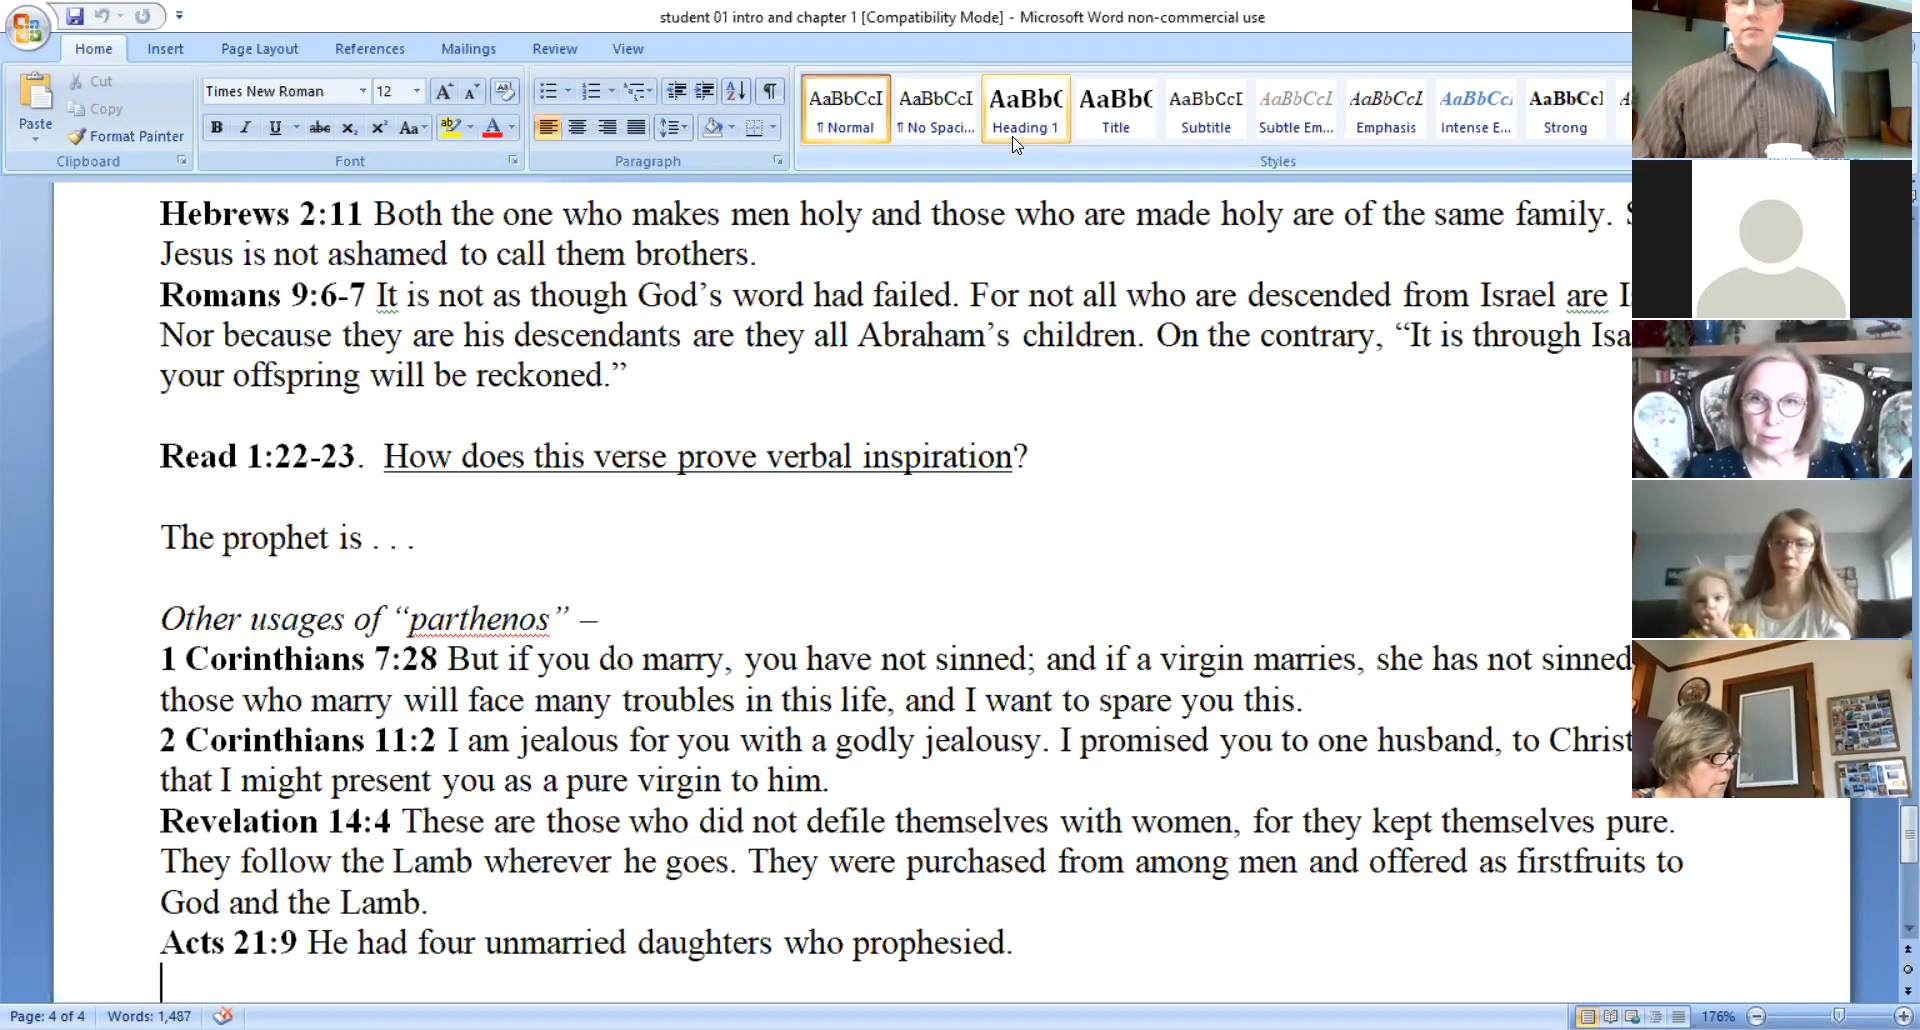 student 01 intro and chapter 1 [Compatibility Mode] - Microsoft Word non-commercial use
Home Insert Page Layout References Mailings Review View
Paste
Cut
Copy
Format Painter
Clipboard
Times New Roman 12
Font
Paragraph
AaBbCcI AaBbCcI AaBbC AaBbC AaBbCcI AaBbCcL AaBbCcL AaBbCc. AaBbCcI
¶ Normal ¶ No Spaci... Heading 1 Title Subtitle Subtle Em... Emphasis Intense E... Strong
Styles
Hebrews 2:11 Both the one who makes men holy and those who are made holy are of the same family.
Jesus is not ashamed to call them brothers.
Romans 9:6-7 It is not as though God’s word had failed. For not all who are descended from Israel are
Nor because they are his descendants are they all Abraham’s children. On the contrary, “It is through
your offspring will be reckoned.”
Read 1:22-23. How does this verse prove verbal inspiration?
The prophet is . . .
Other usages of “parthenos” –
1 Corinthians 7:28 But if you do marry, you have not sinned; and if a virgin marries, she has not sinned
those who marry will face many troubles in this life, and I want to spare you this.
2 Corinthians 11:2 I am jealous for you with a godly jealousy. I promised you to one husband, to Christ
that I might present you as a pure virgin to him.
Revelation 14:4 These are those who did not defile themselves with women, for they kept themselves pure.
They follow the Lamb wherever he goes. They were purchased from among men and offered as firstfruits to
God and the Lamb.
Acts 21:9 He had four unmarried daughters who prophesied.
Page: 4 of 4 Words: 1,487 176%